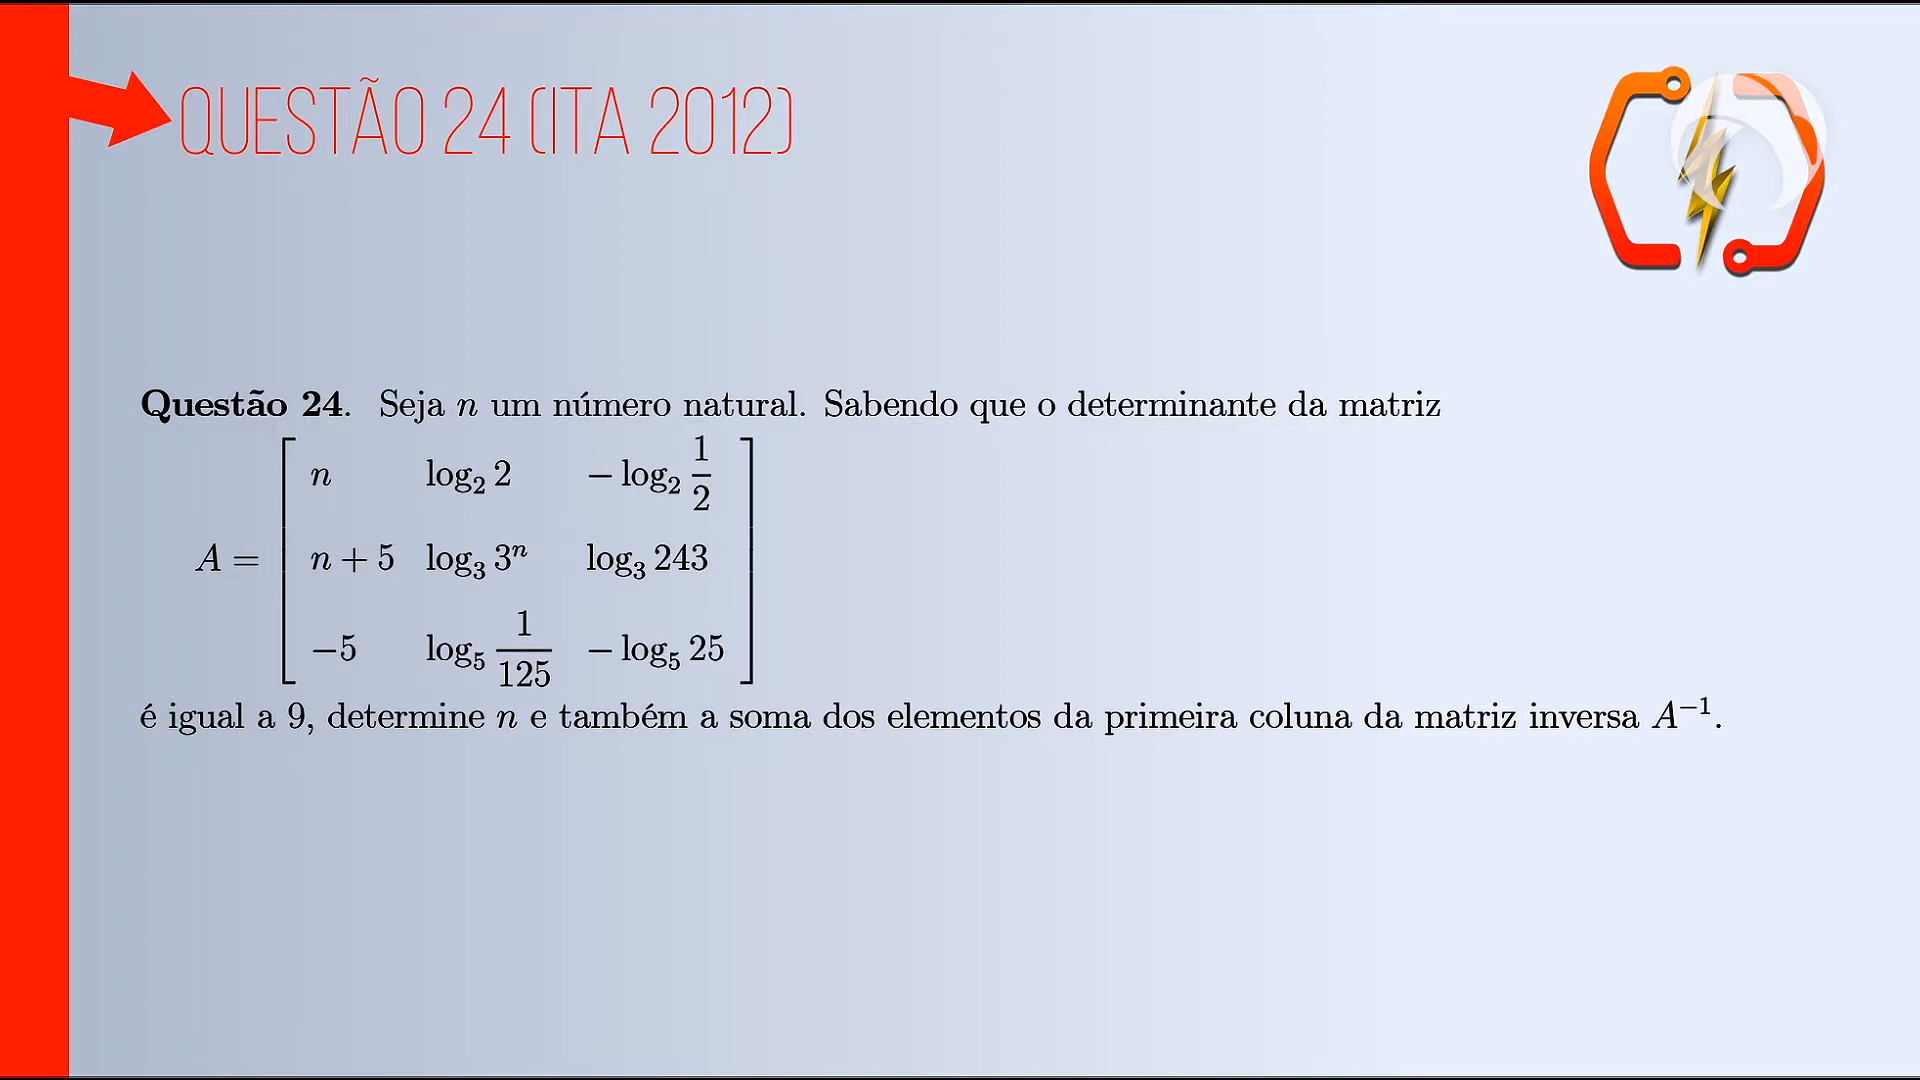 QUESTÃO 24 (ITA 2012)
Questão 24. Seja n um número natural. Sabendo que o determinante da matriz
A = [ n log₂ 2 − log₂ 1/2
n + 5 log₃ 3ⁿ log₃ 243
−5 log₅ 1/125 − log₅ 25 ]
é igual a 9, determine n e também a soma dos elementos da primeira coluna da matriz inversa A⁻¹.